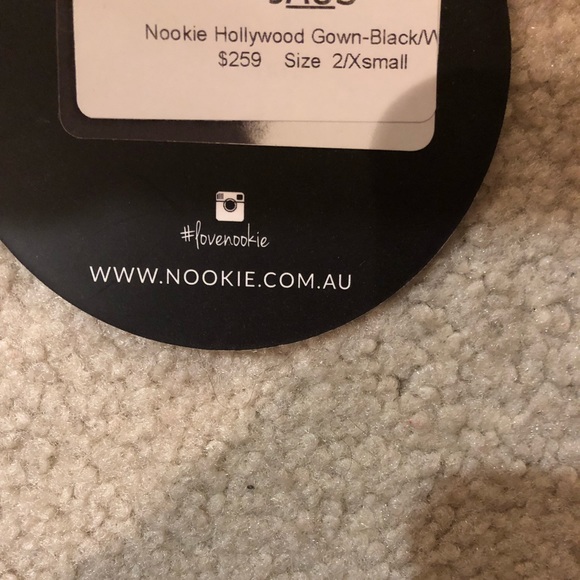 Nookie Hollywood Gown-Black/W
$259 Size 2/Xsmall
#lovenookie
WWW.NOOKIE.COM.AU